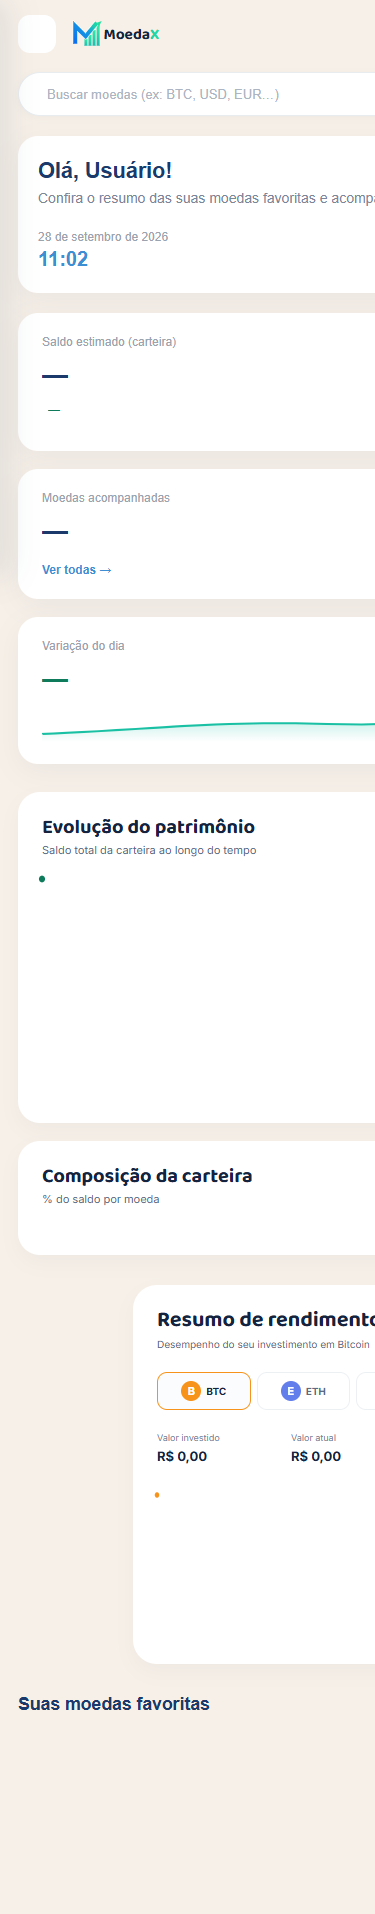 MoedaX
Buscar moedas (ex: BTC, USD, EUR...)
Olá, Usuário!
Confira o resumo das suas moedas favoritas e
28 de setembro de 2026
11:02
Saldo estimado (carteira)
—
—
Moedas acompanhadas
—
Ver todas →
Variação do dia
—
Evolução do patrimônio
Saldo total da carteira ao longo do tempo
Composição da carteira
% do saldo por moeda
Resumo de rendimento
Desempenho do seu investimento em Bitcoin
B BTC E ETH
Valor investido Valor atual
R$ 0,00 R$ 0,00
Suas moedas favoritas